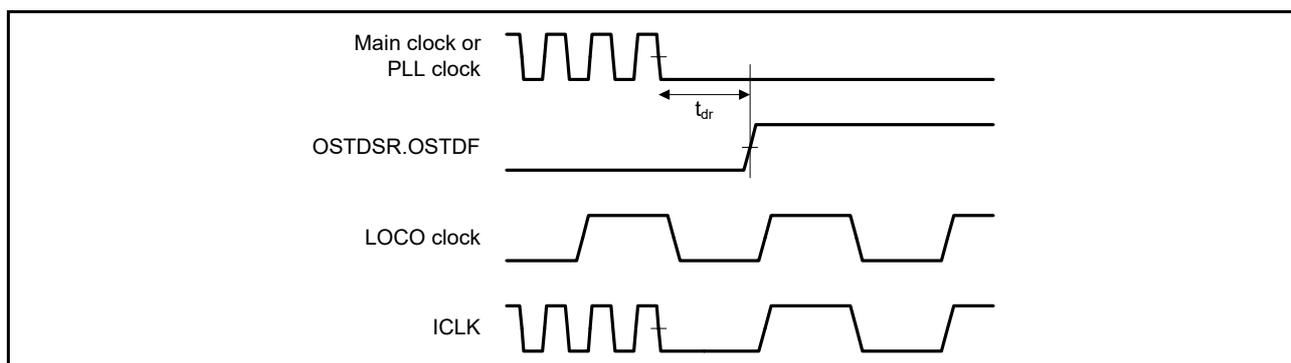 Main clock or
PLL clock
tdr
OSTDSR.OSTDF
LOCO clock
ICLK